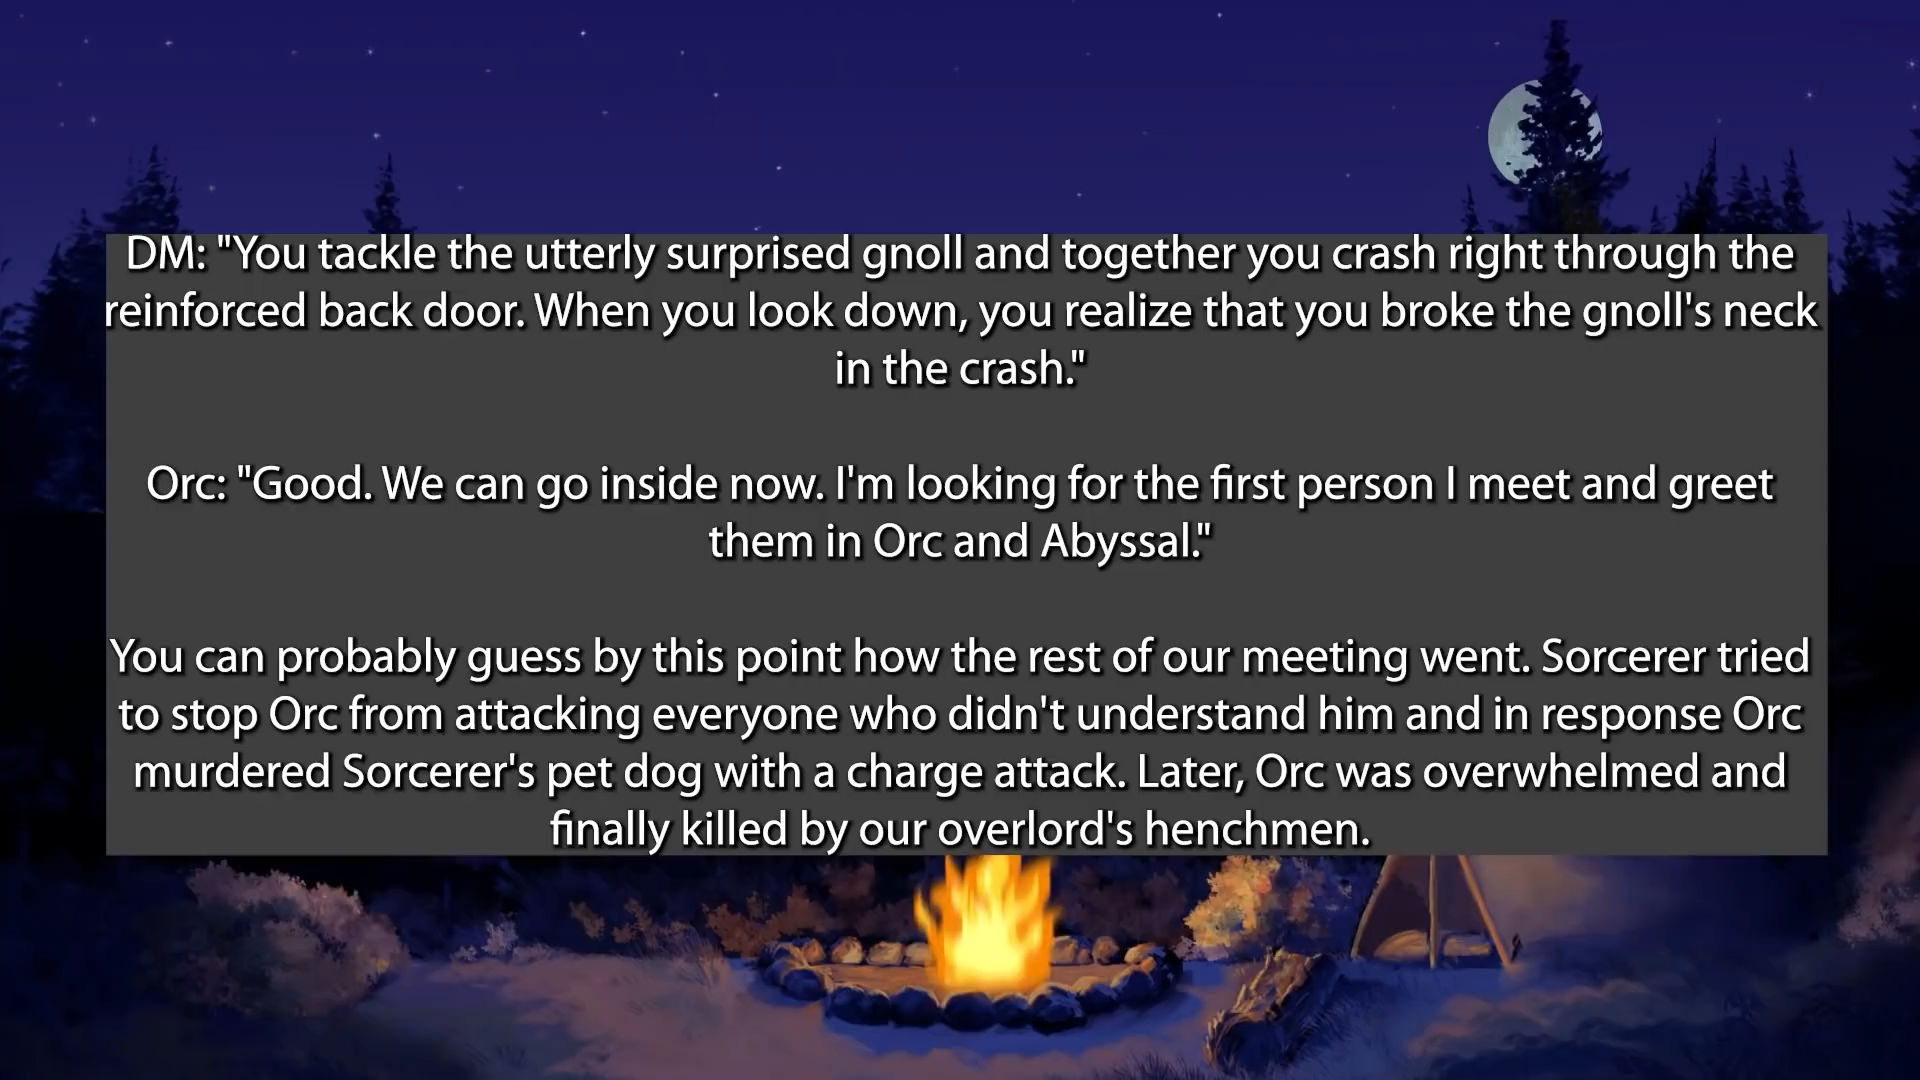 DM: "You tackle the utterly surprised gnoll and together you crash right through the
reinforced back door. When you look down, you realize that you broke the gnoll's neck
in the crash."
Orc: "Good. We can go inside now. I'm looking for the first person I meet and greet
them in Orc and Abyssal."
You can probably guess by this point how the rest of our meeting went. Sorcerer tried
to stop Orc from attacking everyone who didn't understand him and in response Orc
murdered Sorcerer's pet dog with a charge attack. Later, Orc was overwhelmed and
finally killed by our overlord's henchmen.